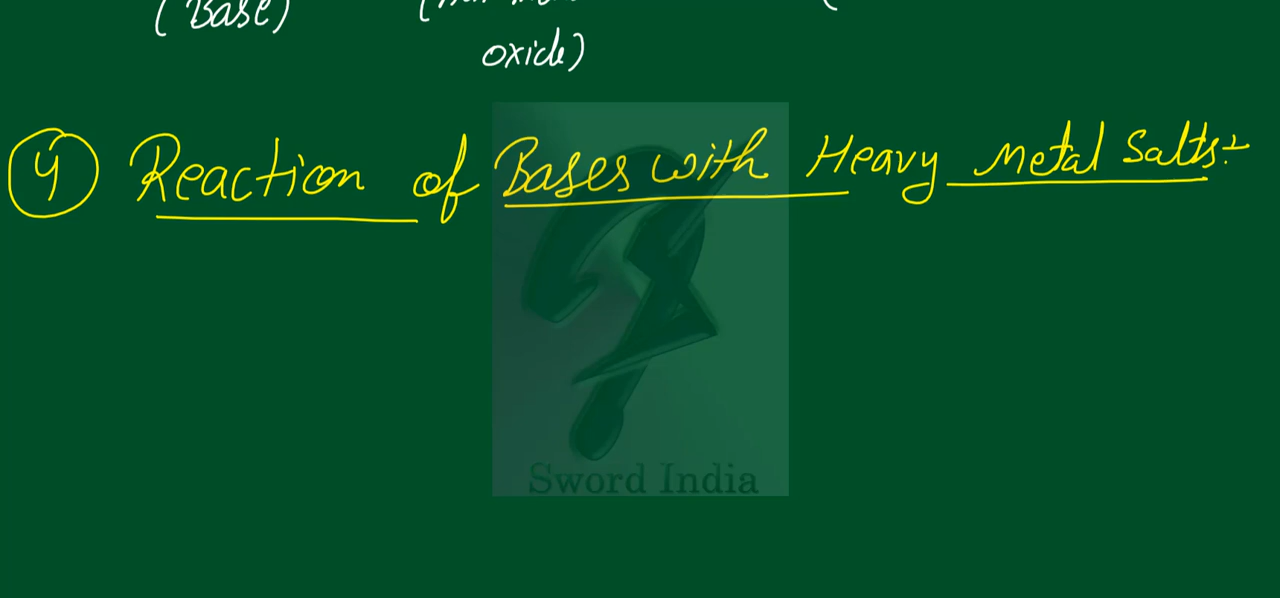 (Base)
oxide)
4 Reaction of Bases with Heavy Metal Salts:-
Sword India